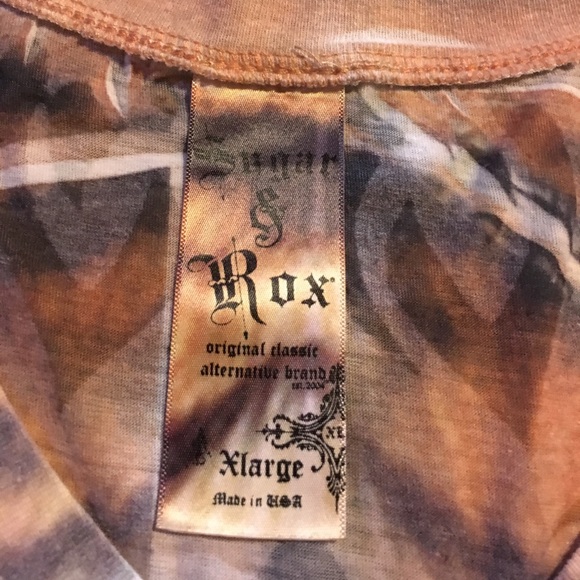 Sugar
&
Rox
original classic
alternative brand
est. 2004
XL
Xlarge
Made in USA